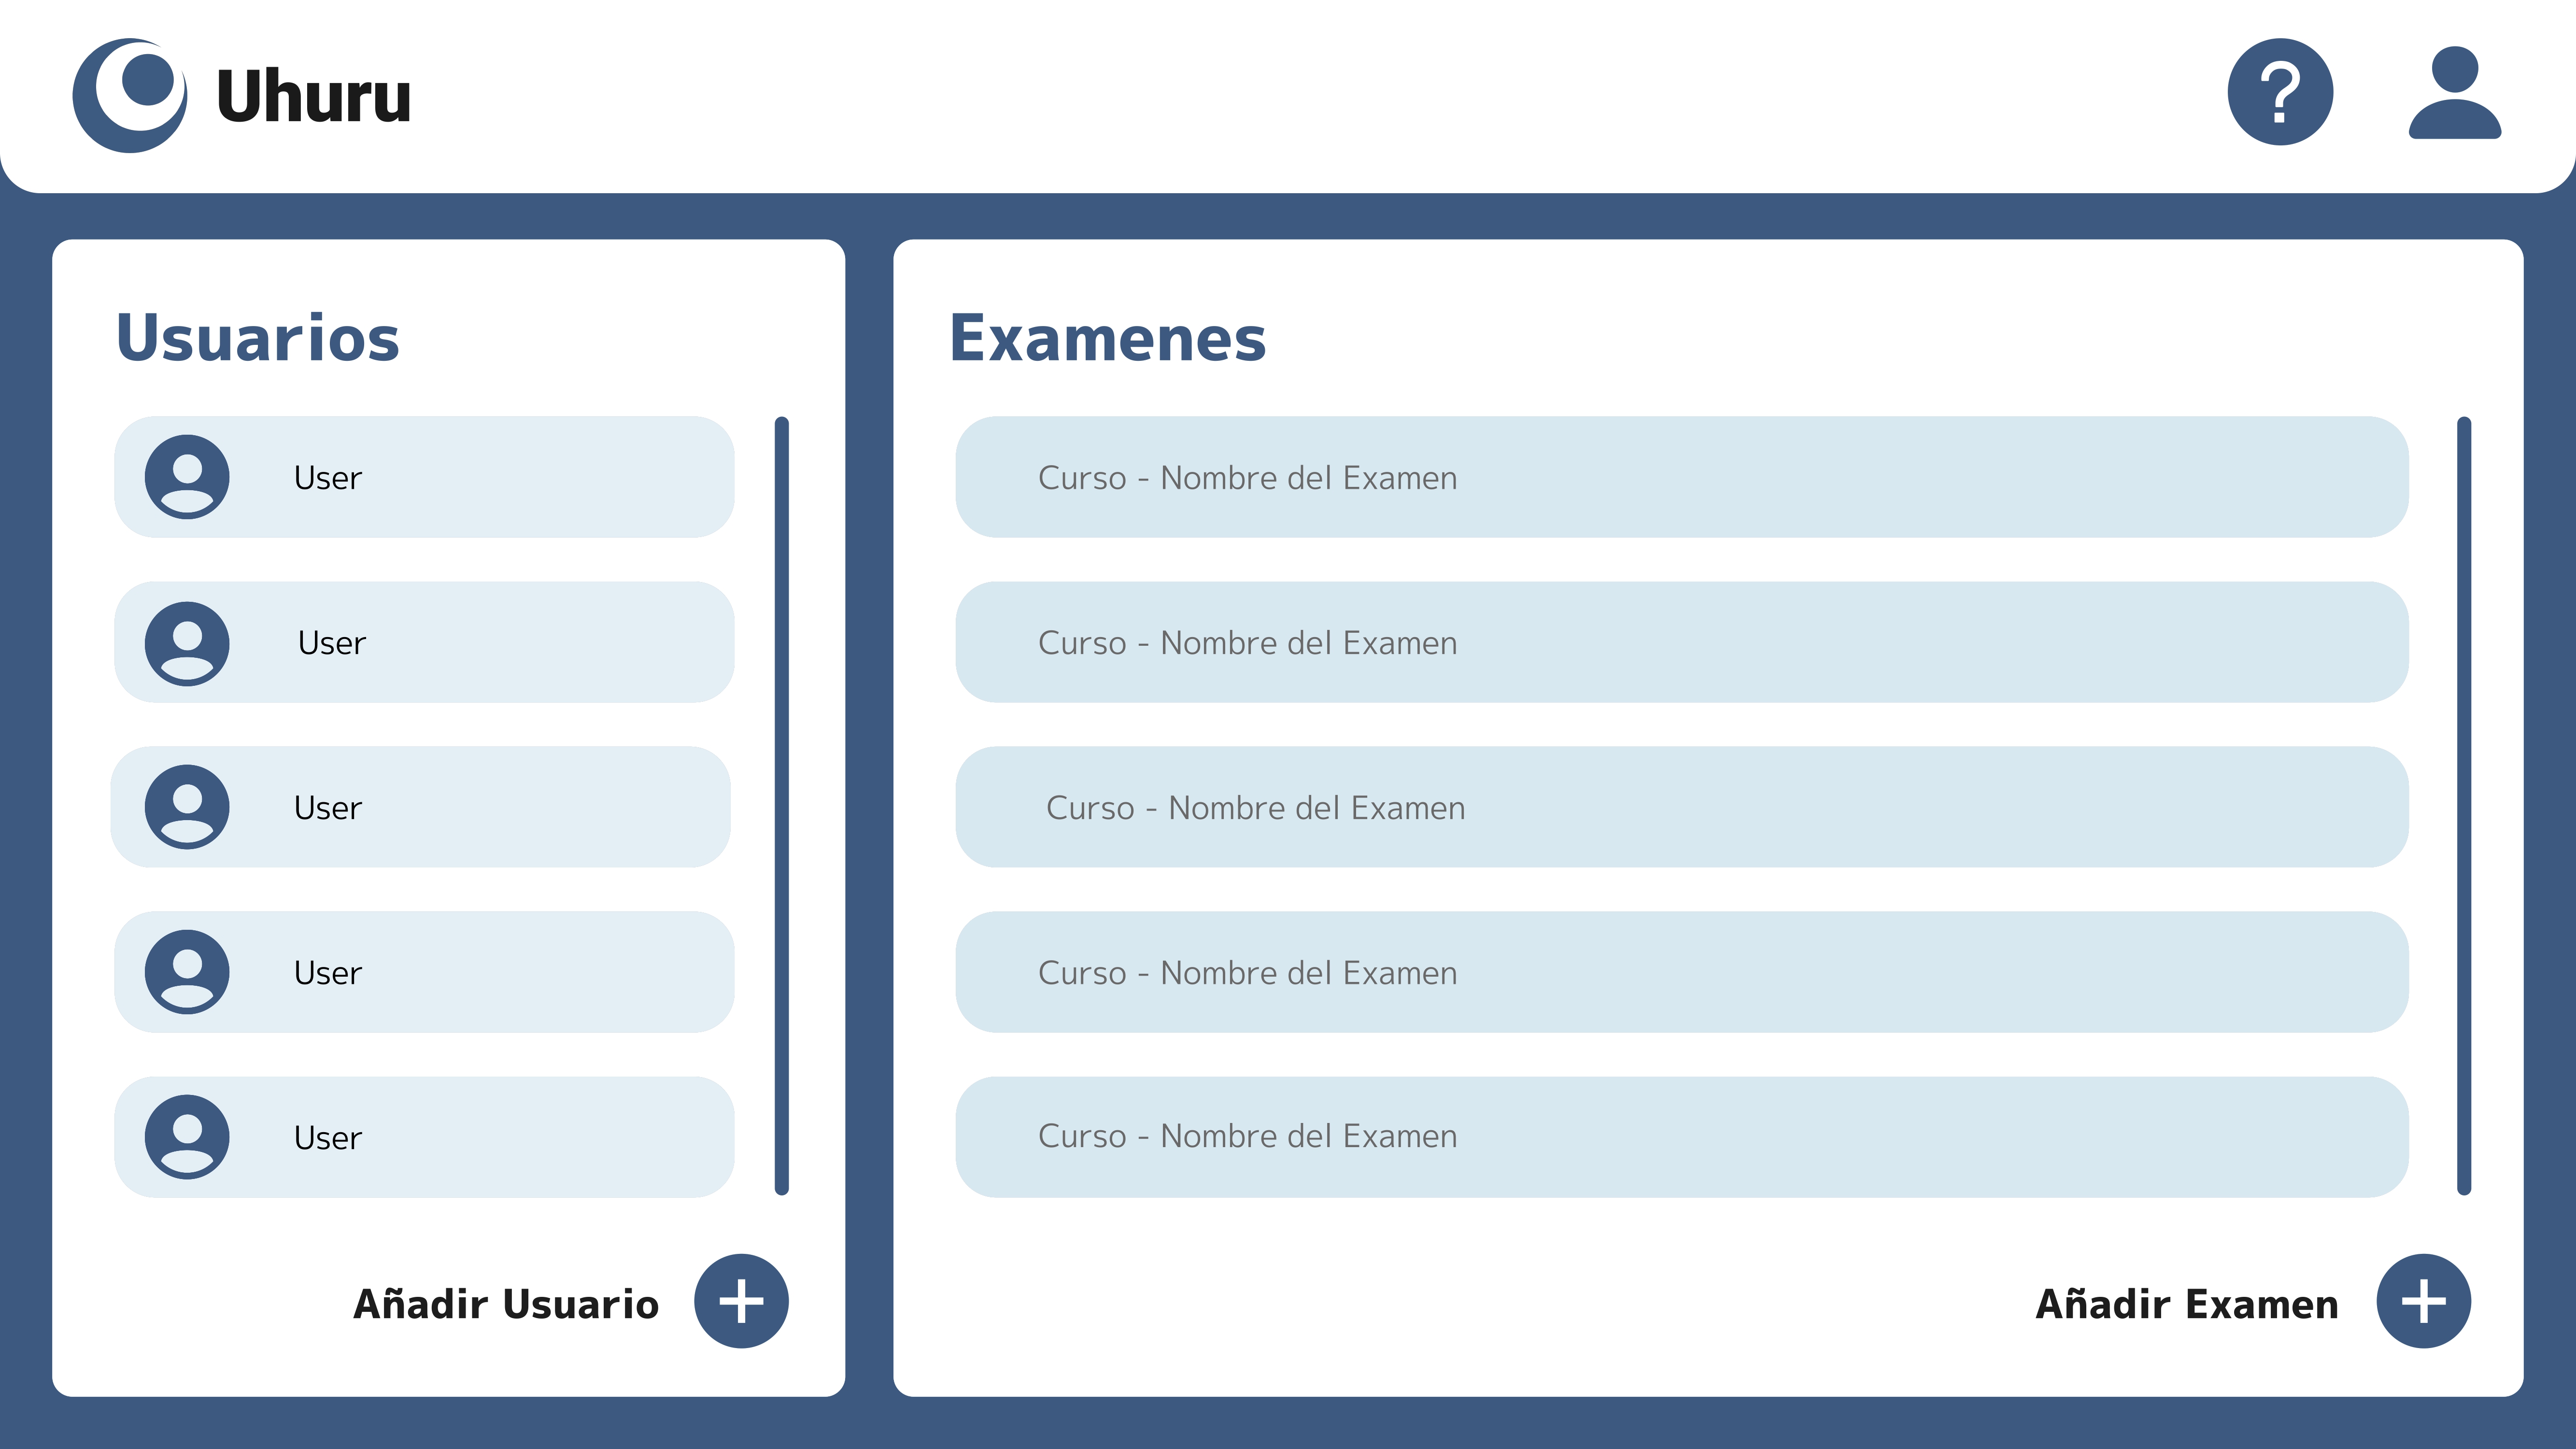 Uhuru
?
Usuarios
User
User
User
User
User
Añadir Usuario
Examenes
Curso - Nombre del Examen
Curso - Nombre del Examen
Curso - Nombre del Examen
Curso - Nombre del Examen
Curso - Nombre del Examen
Añadir Examen